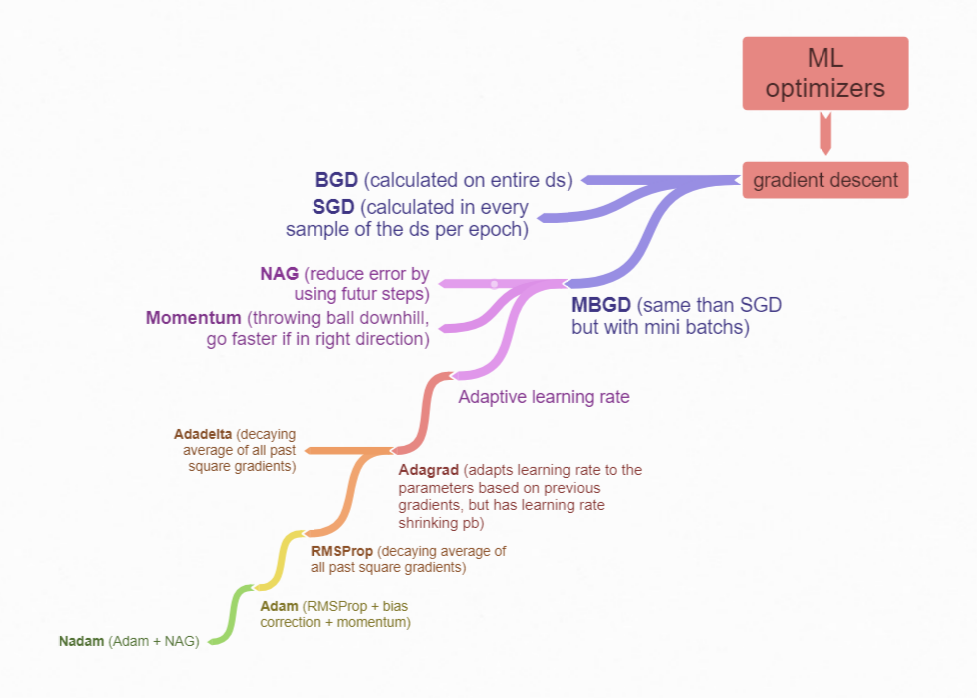 ML
optimizers
gradient descent
BGD (calculated on entire ds)
SGD (calculated in every
sample of the ds per epoch)
NAG (reduce error by
using futur steps)
MBGD (same than SGD
but with mini batchs)
Momentum (throwing ball downhill,
go faster if in right direction)
Adaptive learning rate
Adadelta (decaying
average of all past
square gradients)
Adagrad (adapts learning rate to the
parameters based on previous
gradients, but has learning rate
shrinking pb)
RMSProp (decaying average of
all past square gradients)
Adam (RMSProp + bias
correction + momentum)
Nadam (Adam + NAG)